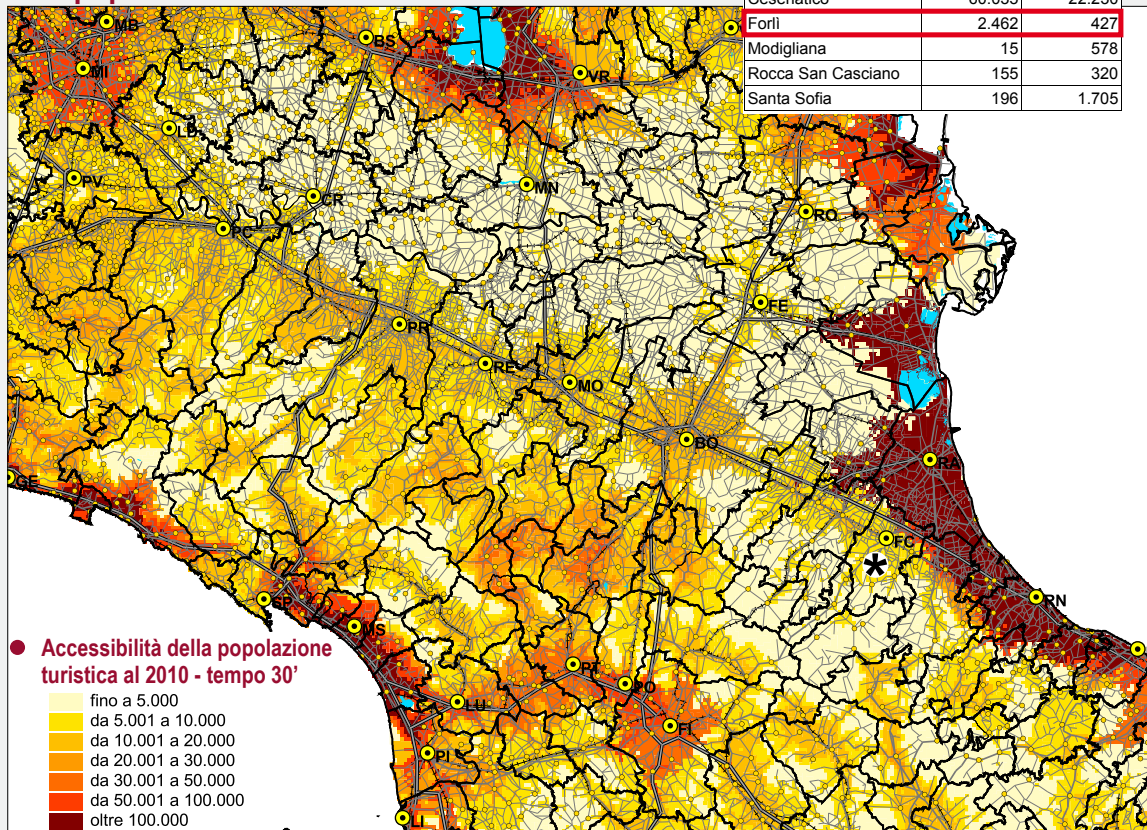 Forlì 2.462 427
Modigliana 15 578
Rocca San Casciano 155 320
Santa Sofia 196 1.705
MB
BS
MI
VR
PV
MN
CR
RO
PC
FE
PR
RE
MO
BO
RA
GE
FC
*
SP
RN
MS
● Accessibilità della popolazione
turistica al 2010 - tempo 30'
PT
PO
fino a 5.000
LU
da 5.001 a 10.000
FI
da 10.001 a 20.000
PI
da 20.001 a 30.000
da 30.001 a 50.000
da 50.001 a 100.000
LI
oltre 100.000